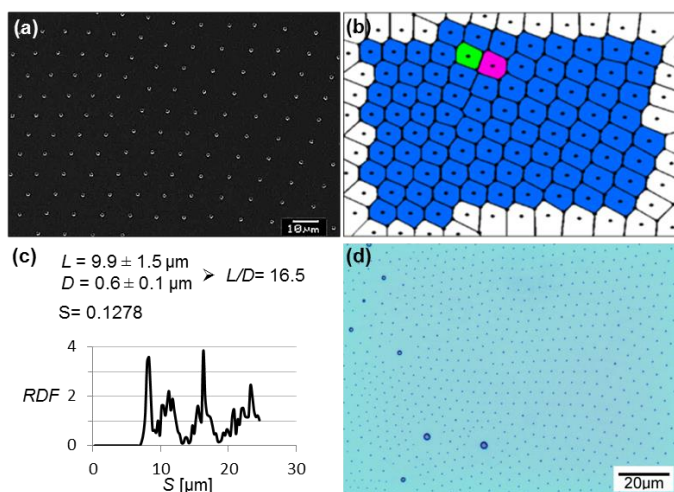 (a)
10μm
(b)
(c)
L = 9.9 ± 1.5 μm
D = 0.6 ± 0.1 μm
➢ L/D= 16.5
S= 0.1278
4
RDF 2
0
0 10 20 30
S [μm]
(d)
20μm